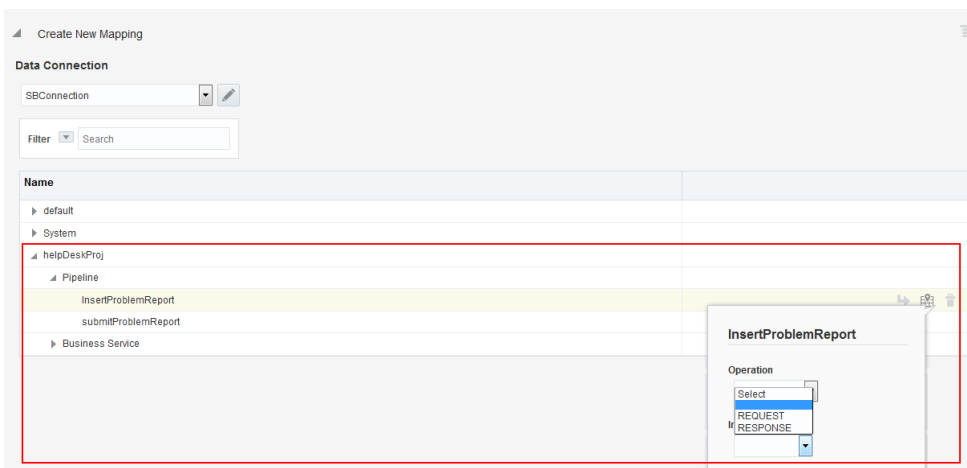 Create New Mapping
Data Connection
SBConnection
Filter Search
Name
default
System
helpDeskProj
Pipeline
InsertProblemReport
submitProblemReport
Business Service
InsertProblemReport
Operation
Select
REQUEST
RESPONSE